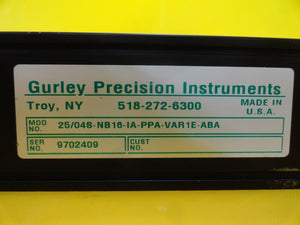 Gurley Precision Instruments
Troy, NY 518-272-6300 MADE IN U.S.A.
MOD NO. 25/04S-NB16-IA-PPA-VAR1E-ABA
SER NO. 9702409 CUST NO.